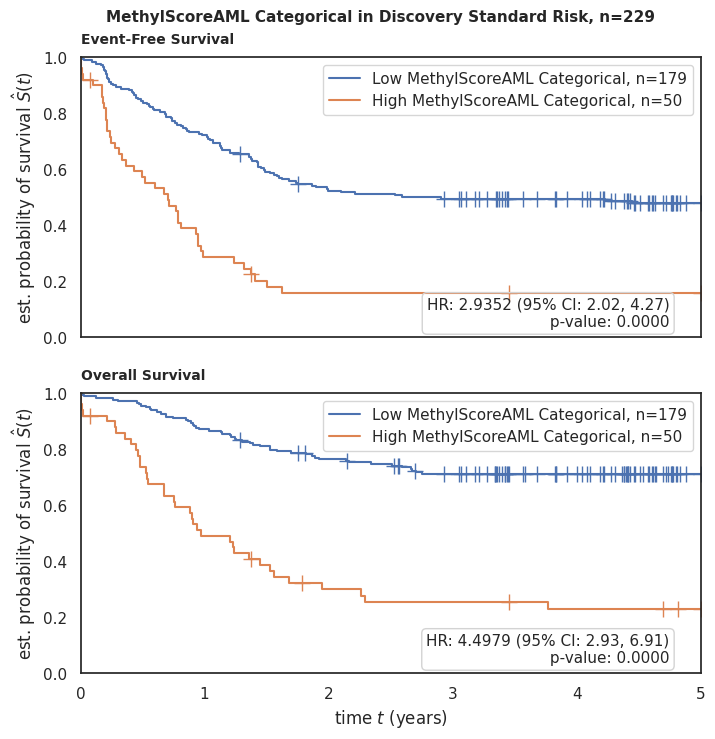 MethylScoreAML Categorical in Discovery Standard Risk, n=229
Event-Free Survival
1.0
0.8
0.6
0.4
0.2
0.0
est. probability of survival Ŝ(t)
Low MethylScoreAML Categorical, n=179
High MethylScoreAML Categorical, n=50
HR: 2.9352 (95% CI: 2.02, 4.27)
p-value: 0.0000
Overall Survival
1.0
0.8
0.6
0.4
0.2
0.0
est. probability of survival Ŝ(t)
Low MethylScoreAML Categorical, n=179
High MethylScoreAML Categorical, n=50
HR: 4.4979 (95% CI: 2.93, 6.91)
p-value: 0.0000
0 1 2 3 4 5
time t (years)